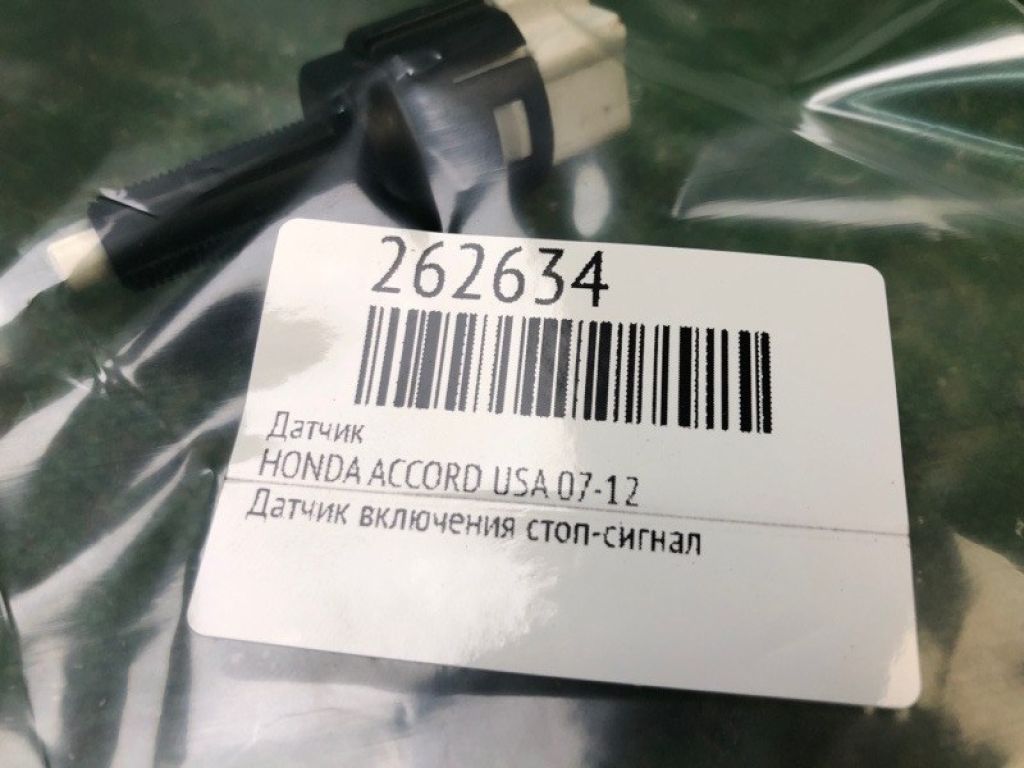 262634
Датчик
HONDA ACCORD USA 07-12
Датчик включения стоп-сигнал